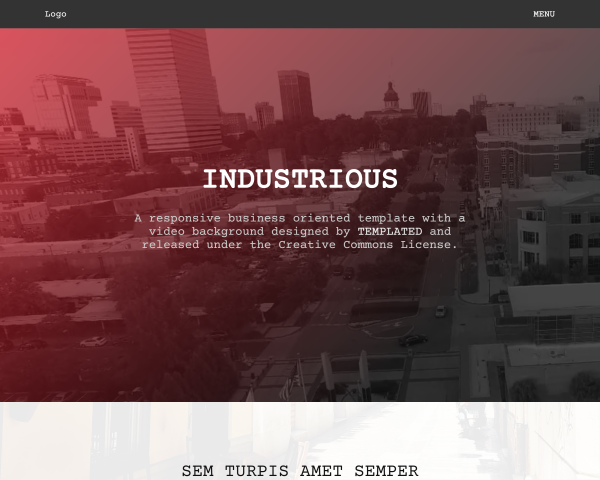 Logo
MENU
INDUSTRIOUS
A responsive business oriented template with a
video background designed by TEMPLATED and
released under the Creative Commons License.
SEM TURPIS AMET SEMPER